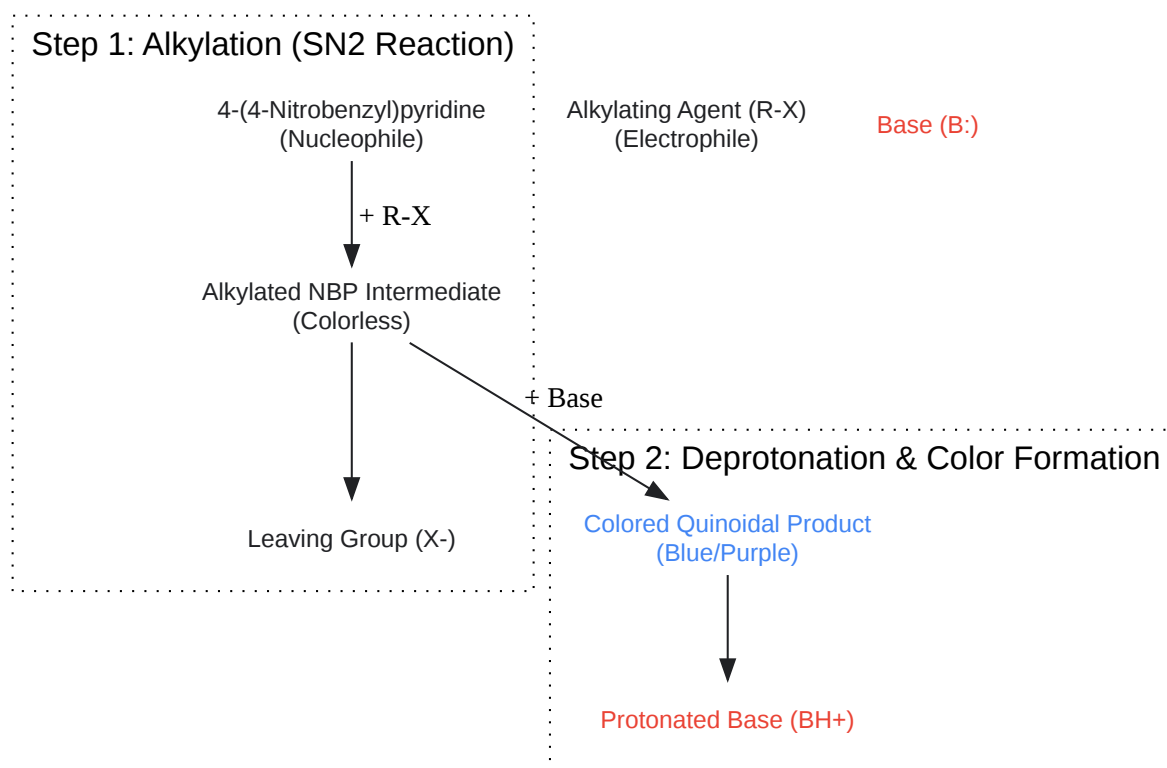 Step 1: Alkylation (SN2 Reaction)
4-(4-Nitrobenzyl)pyridine
(Nucleophile)
Alkylating Agent (R-X)
(Electrophile)
Base (B:)
+ R-X
Alkylated NBP Intermediate
(Colorless)
+ Base
Step 2: Deprotonation & Color Formation
Leaving Group (X-)
Colored Quinoidal Product
(Blue/Purple)
Protonated Base (BH+)